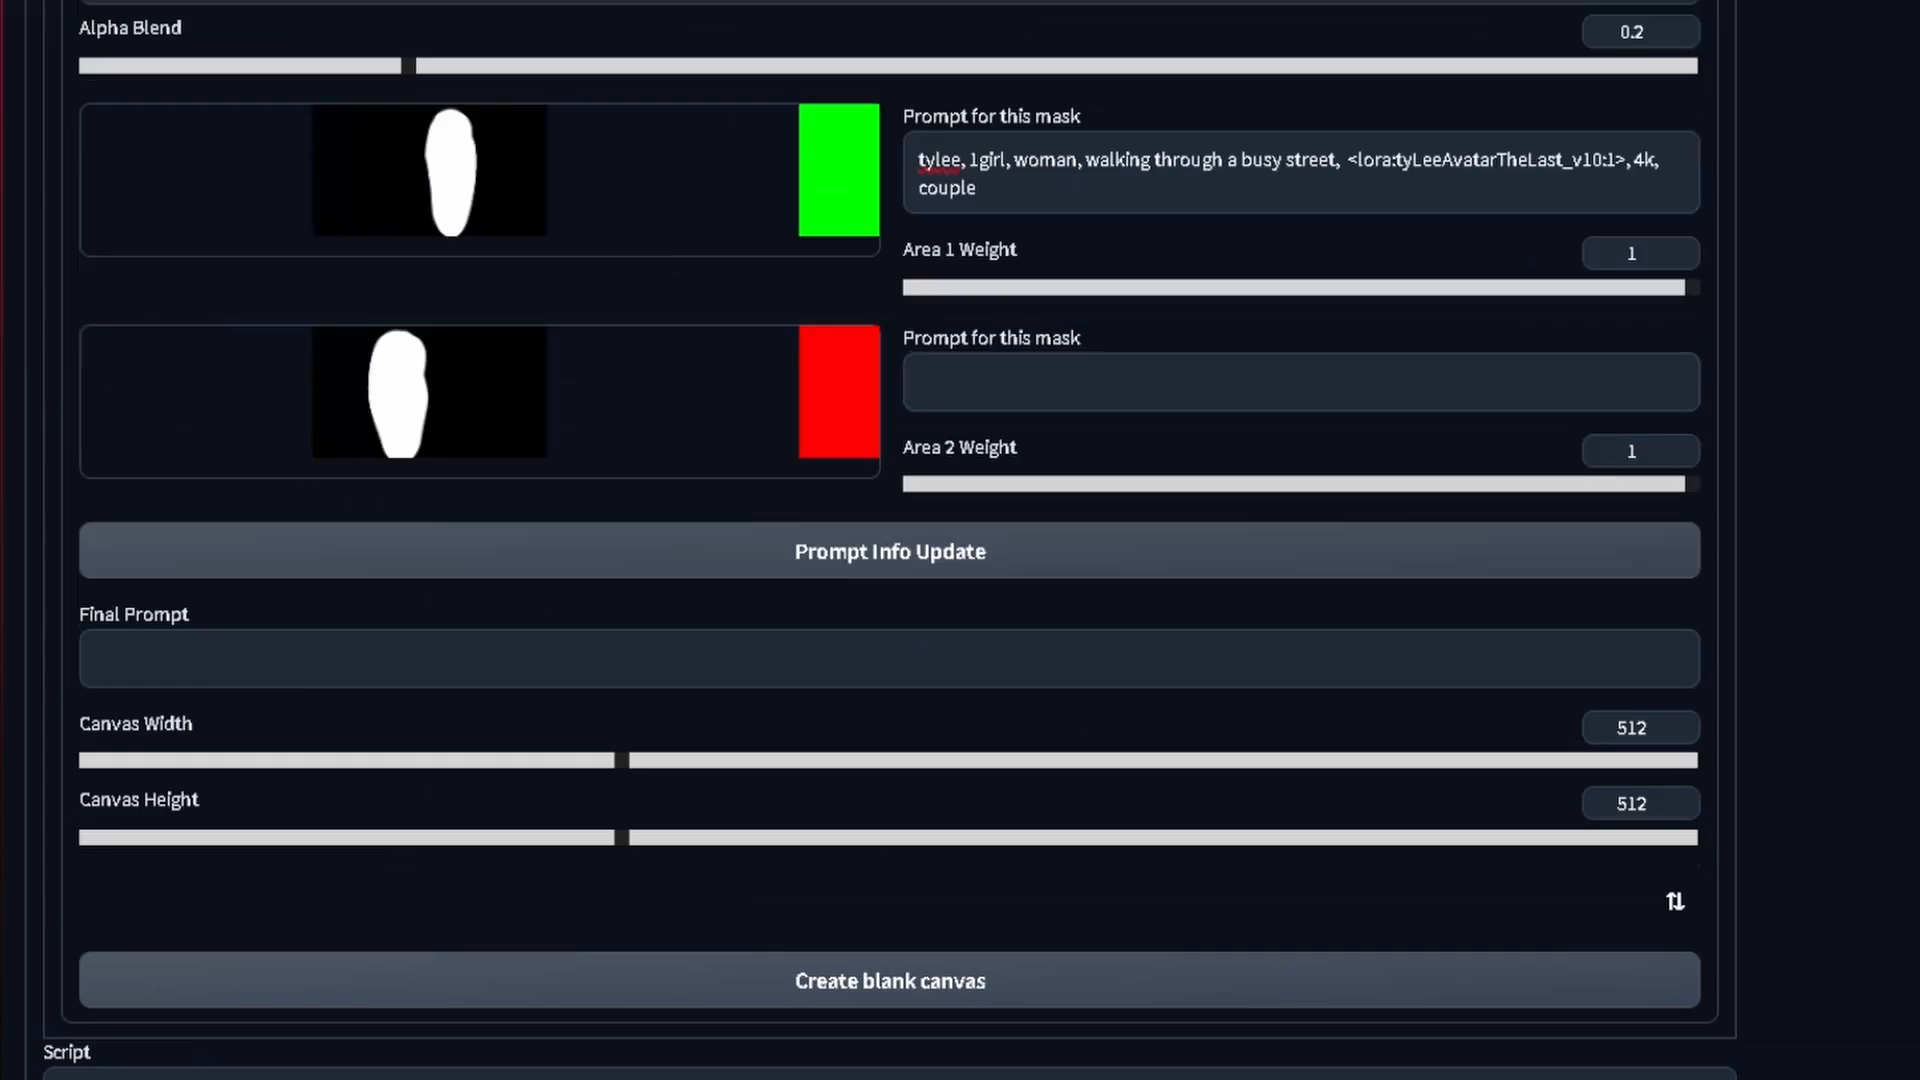 Alpha Blend
0.2
Prompt for this mask
tylee, 1girl, woman, walking through a busy street, <lora:tyLeeAvatarTheLast_v10:1>, 4k,
couple
Area 1 Weight
1
Prompt for this mask
Area 2 Weight
1
Prompt Info Update
Final Prompt
Canvas Width
512
Canvas Height
512
Create blank canvas
Script